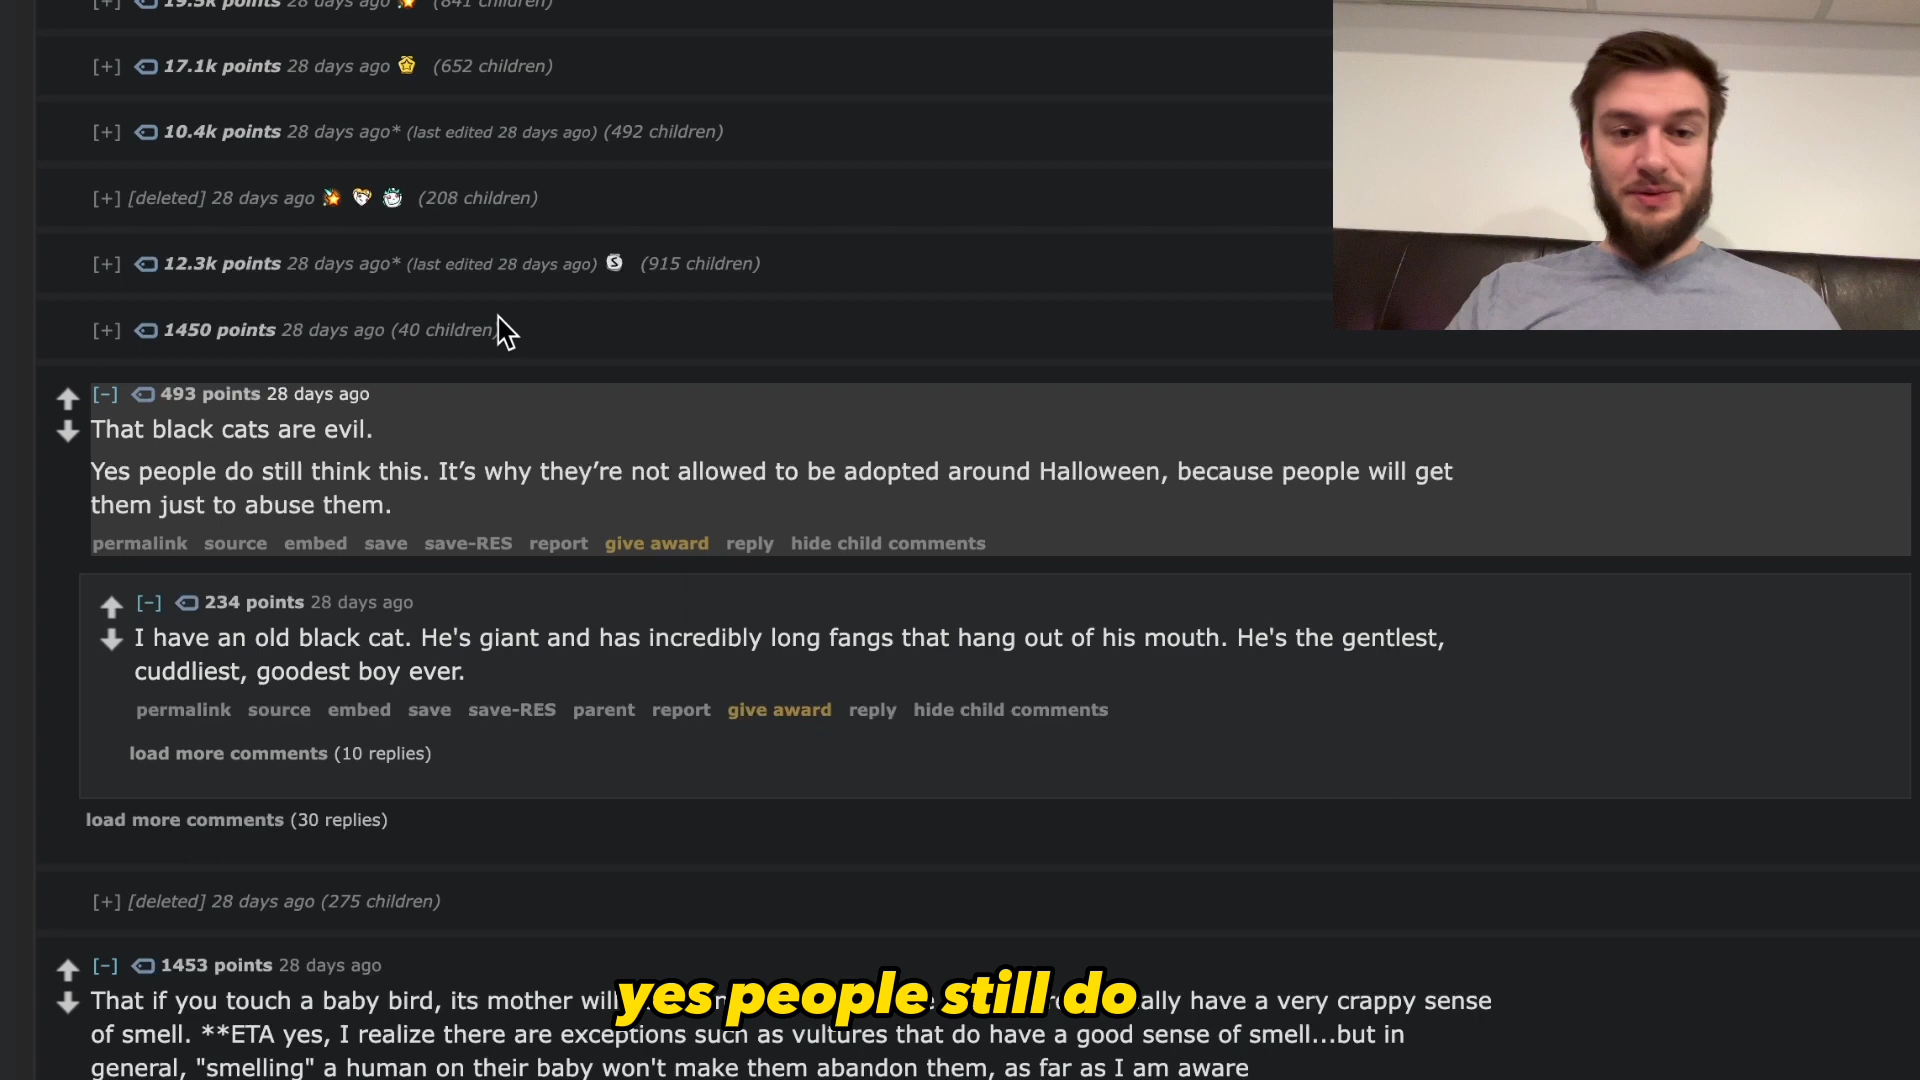 [+] 19.5k points 28 days ago (841 children)
[+] 17.1k points 28 days ago (652 children)
[+] 10.4k points 28 days ago* (last edited 28 days ago) (492 children)
[+] [deleted] 28 days ago (208 children)
[+] 12.3k points 28 days ago* (last edited 28 days ago) (915 children)
[+] 1450 points 28 days ago (40 children)
[-] 493 points 28 days ago
That black cats are evil.
Yes people do still think this. It’s why they’re not allowed to be adopted around Halloween, because people will get
them just to abuse them.
permalink source embed save save-RES report give award reply hide child comments
[-] 234 points 28 days ago
I have an old black cat. He's giant and has incredibly long fangs that hang out of his mouth. He's the gentlest,
cuddliest, goodest boy ever.
permalink source embed save save-RES parent report give award reply hide child comments
load more comments (10 replies)
load more comments (30 replies)
[+] [deleted] 28 days ago (275 children)
[-] 1453 points 28 days ago
That if you touch a baby bird, its mother will have a very crappy sense
yes people still do
of smell. **ETA yes, I realize there are exceptions such as vultures that do have a good sense of smell...but in
general, "smelling" a human on their baby won't make them abandon them, as far as I am aware